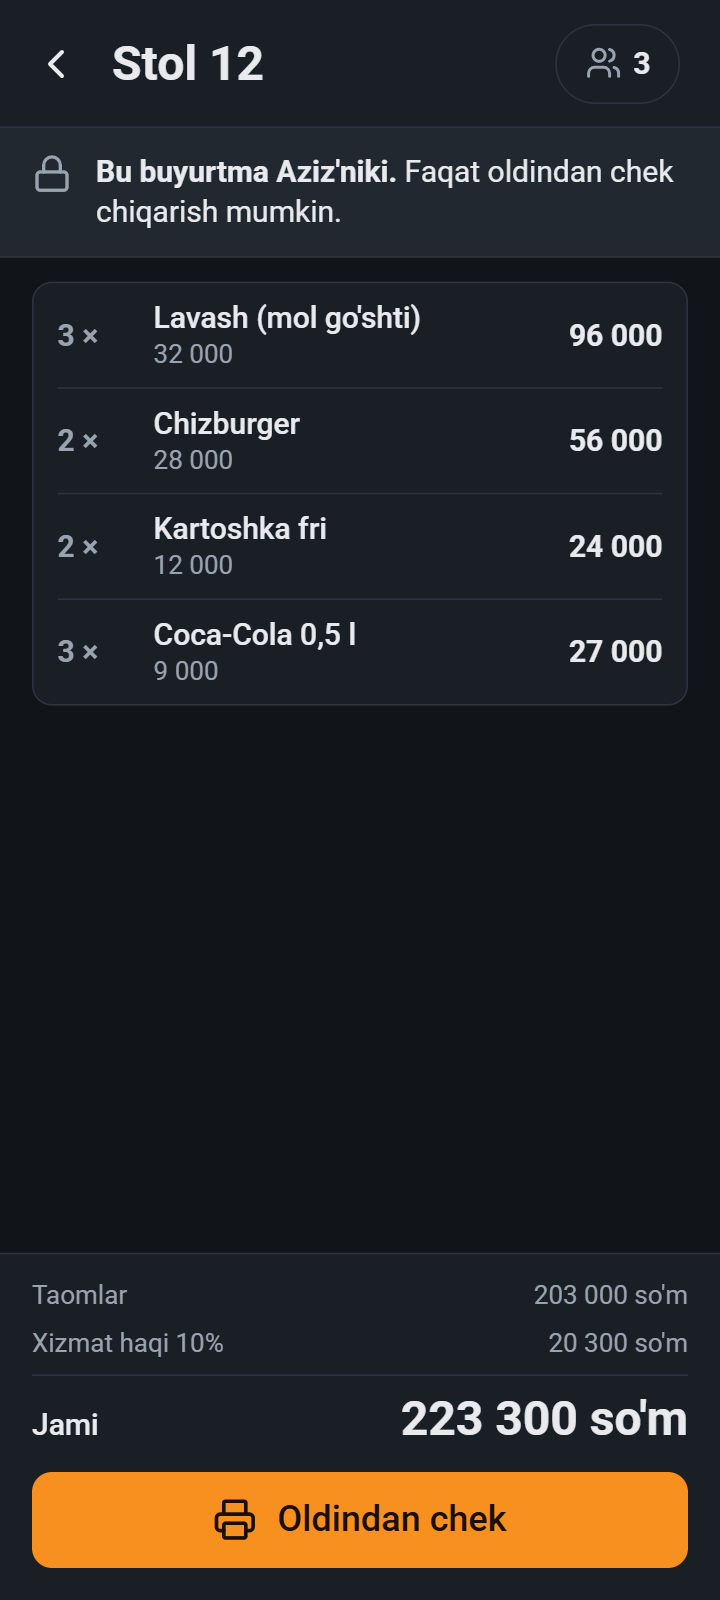 Stol 12
3
Bu buyurtma Aziz'niki. Faqat oldindan chek
chiqarish mumkin.
3 × Lavash (mol go'shti) 96 000
32 000
2 × Chizburger 56 000
28 000
2 × Kartoshka fri 24 000
12 000
3 × Coca-Cola 0,5 l 27 000
9 000
Taomlar 203 000 so'm
Xizmat haqi 10% 20 300 so'm
Jami 223 300 so'm
Oldindan chek